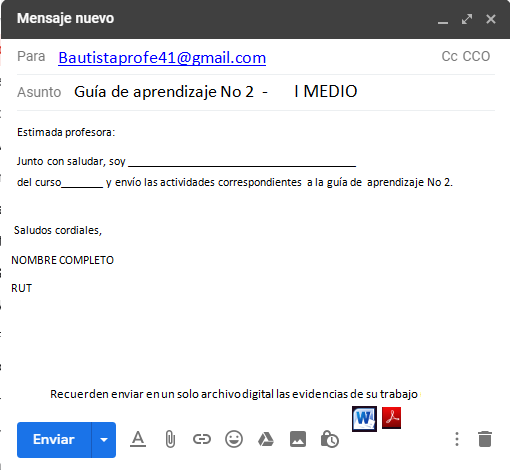 Mensaje nuevo
Para Bautistaprofe41@gmail.com Cc CCO
Asunto Guía de aprendizaje No 2 - I MEDIO
Estimada profesora:
Junto con saludar, soy ______________________________________
del curso_______ y envío las actividades correspondientes a la guía de aprendizaje No 2.
Saludos cordiales,
NOMBRE COMPLETO
RUT
Recuerden enviar en un solo archivo digital las evidencias de su trabajo
Enviar